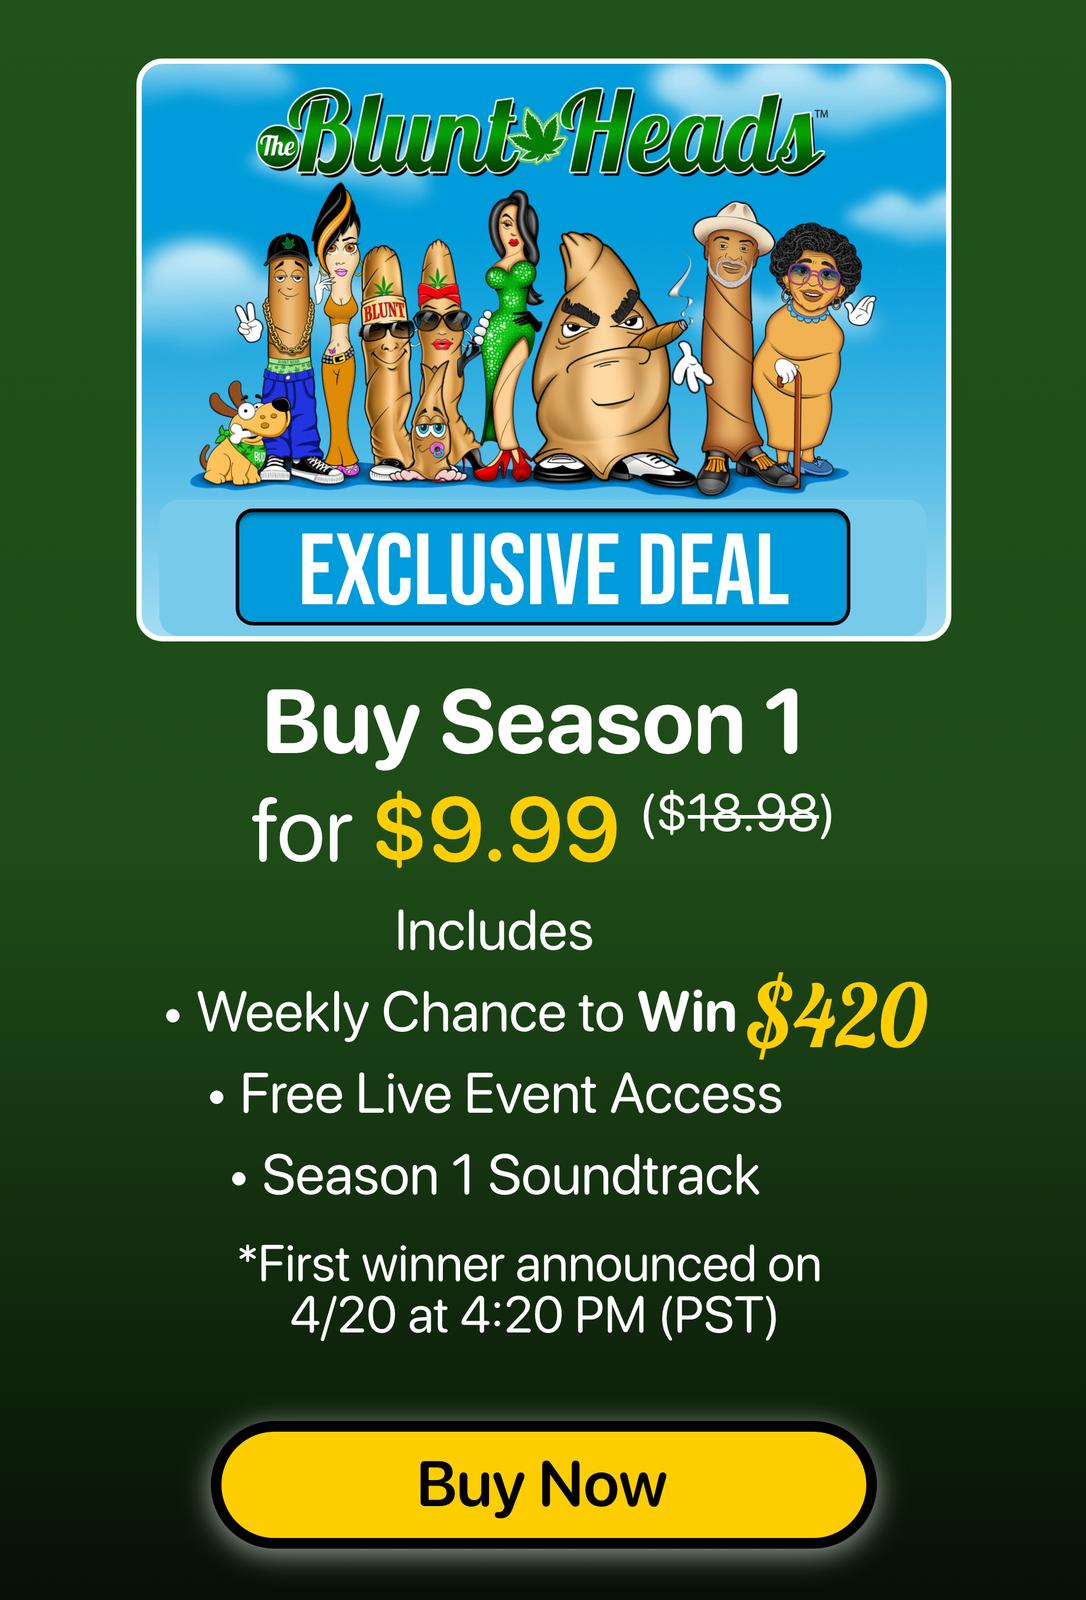 The Blunt Heads™
BLUNT
EXCLUSIVE DEAL
Buy Season 1
for $9.99 ($18.98)
Includes
• Weekly Chance to Win $420
• Free Live Event Access
• Season 1 Soundtrack
*First winner announced on
4/20 at 4:20 PM (PST)
Buy Now